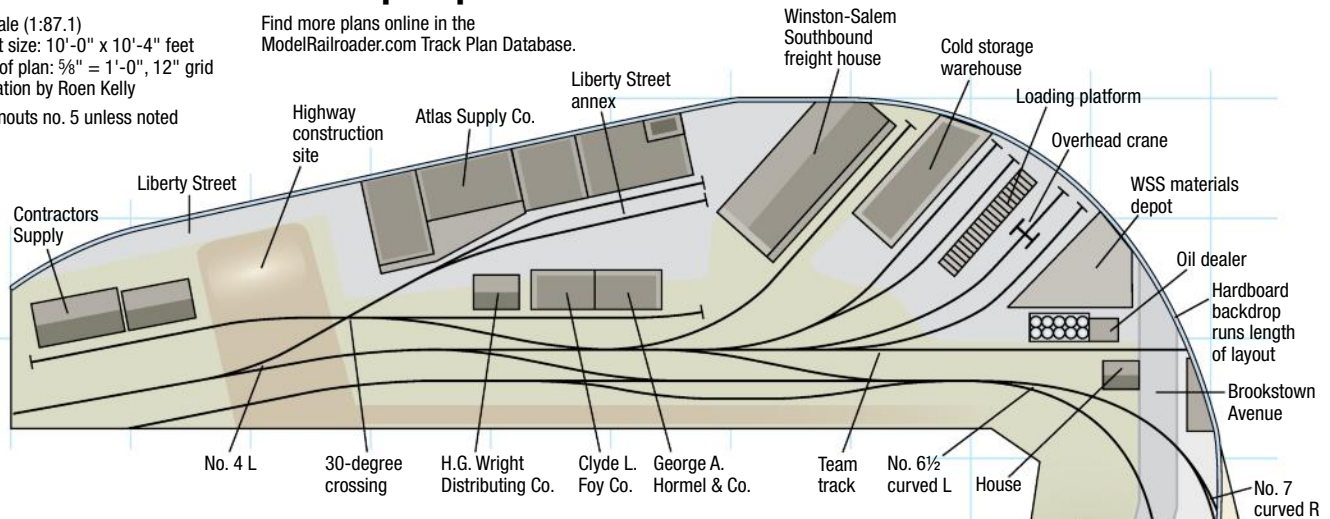 ale (1:87.1)
t size: 10'-0" x 10'-4" feet
of plan: ⅝" = 1'-0", 12" grid
ation by Roen Kelly
nouts no. 5 unless noted
Find more plans online in the
ModelRailroader.com Track Plan Database.
Winston-Salem
Southbound
freight house
Cold storage
warehouse
Loading platform
Overhead crane
WSS materials
depot
Oil dealer
Hardboard
backdrop
runs length
of layout
Brookstown
Avenue
Liberty Street
annex
Atlas Supply Co.
Highway
construction
site
Liberty Street
Contractors
Supply
No. 4 L
30-degree
crossing
H.G. Wright
Distributing Co.
Clyde L.
Foy Co.
George A.
Hormel & Co.
Team
track
No. 6½
curved L
House
No. 7
curved R